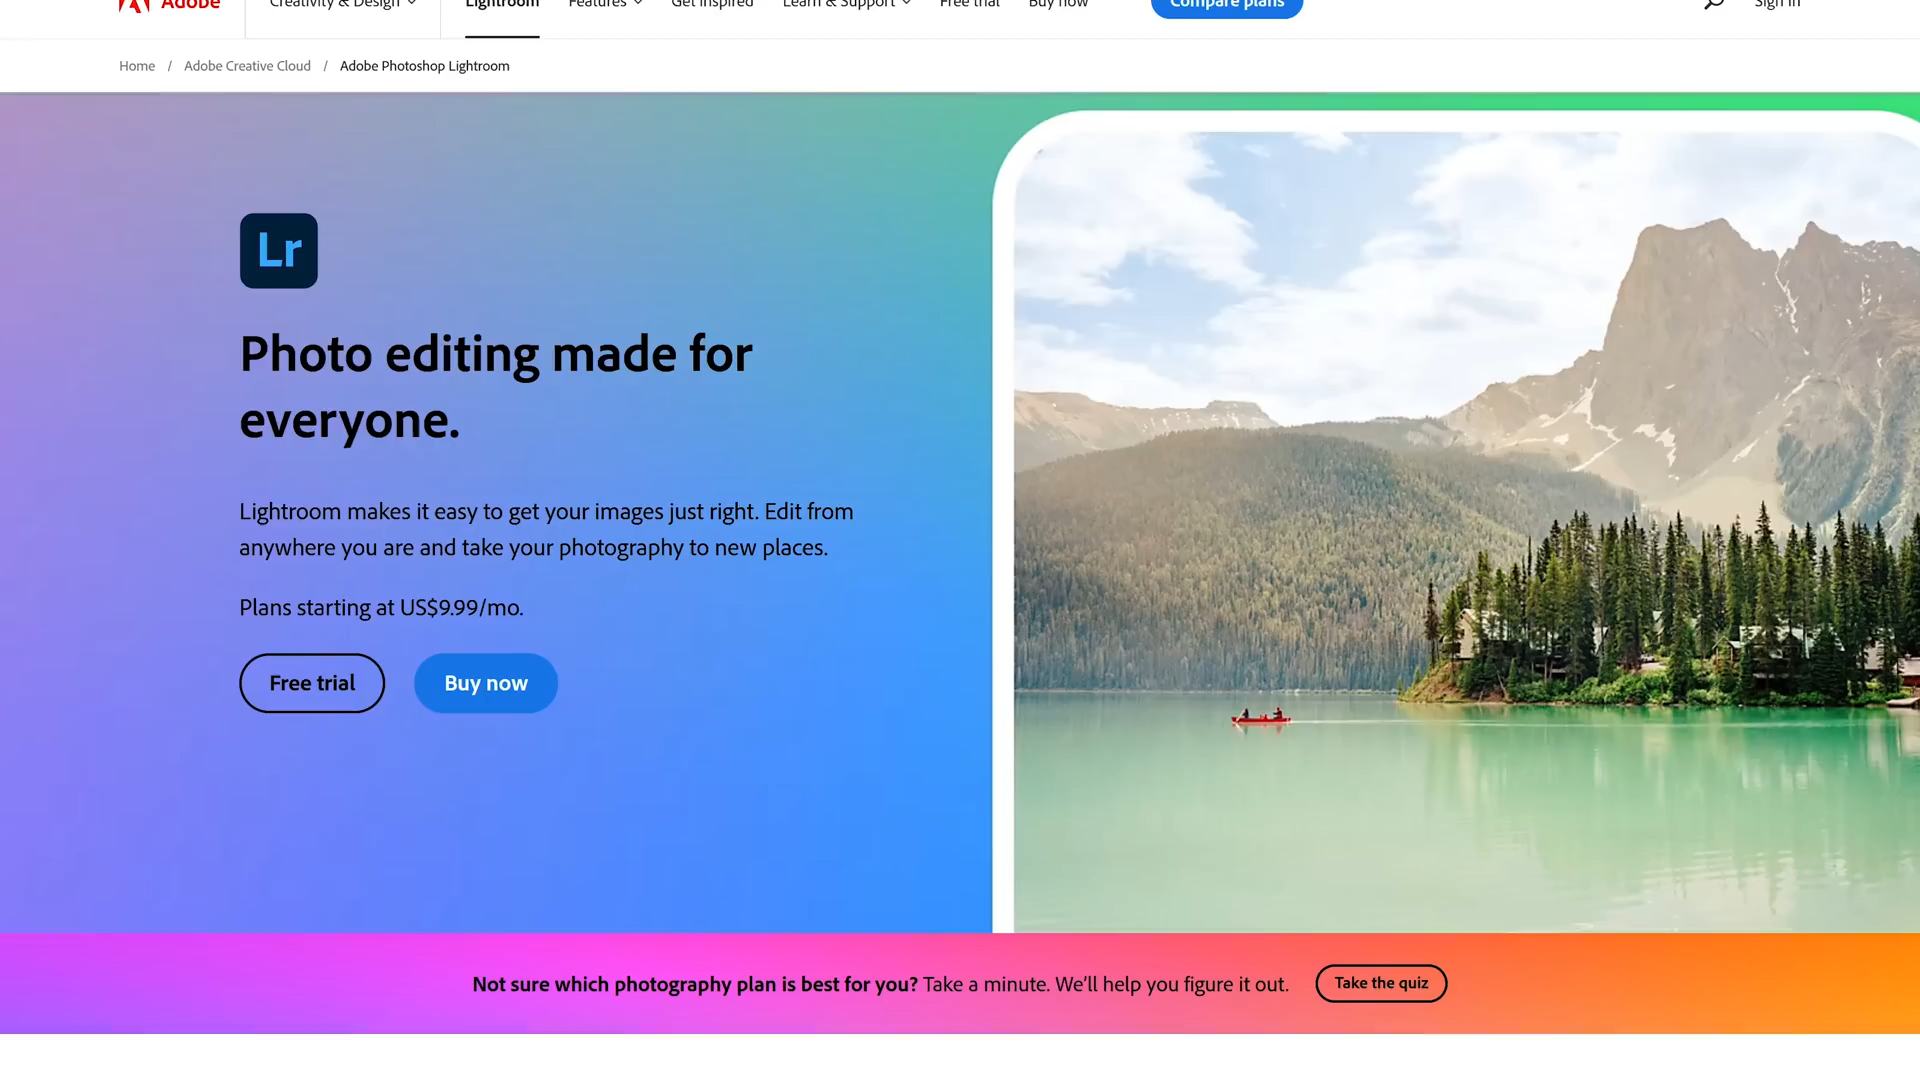 Adobe
Creativity & Design
Lightroom
Features
Get Inspired
Learn & Support
Free trial
Buy now
Compare plans
Sign in
Home / Adobe Creative Cloud / Adobe Photoshop Lightroom
Lr
Photo editing made for
everyone.
Lightroom makes it easy to get your images just right. Edit from
anywhere you are and take your photography to new places.
Plans starting at US$9.99/mo.
Free trial
Buy now
Not sure which photography plan is best for you? Take a minute. We’ll help you figure it out.
Take the quiz